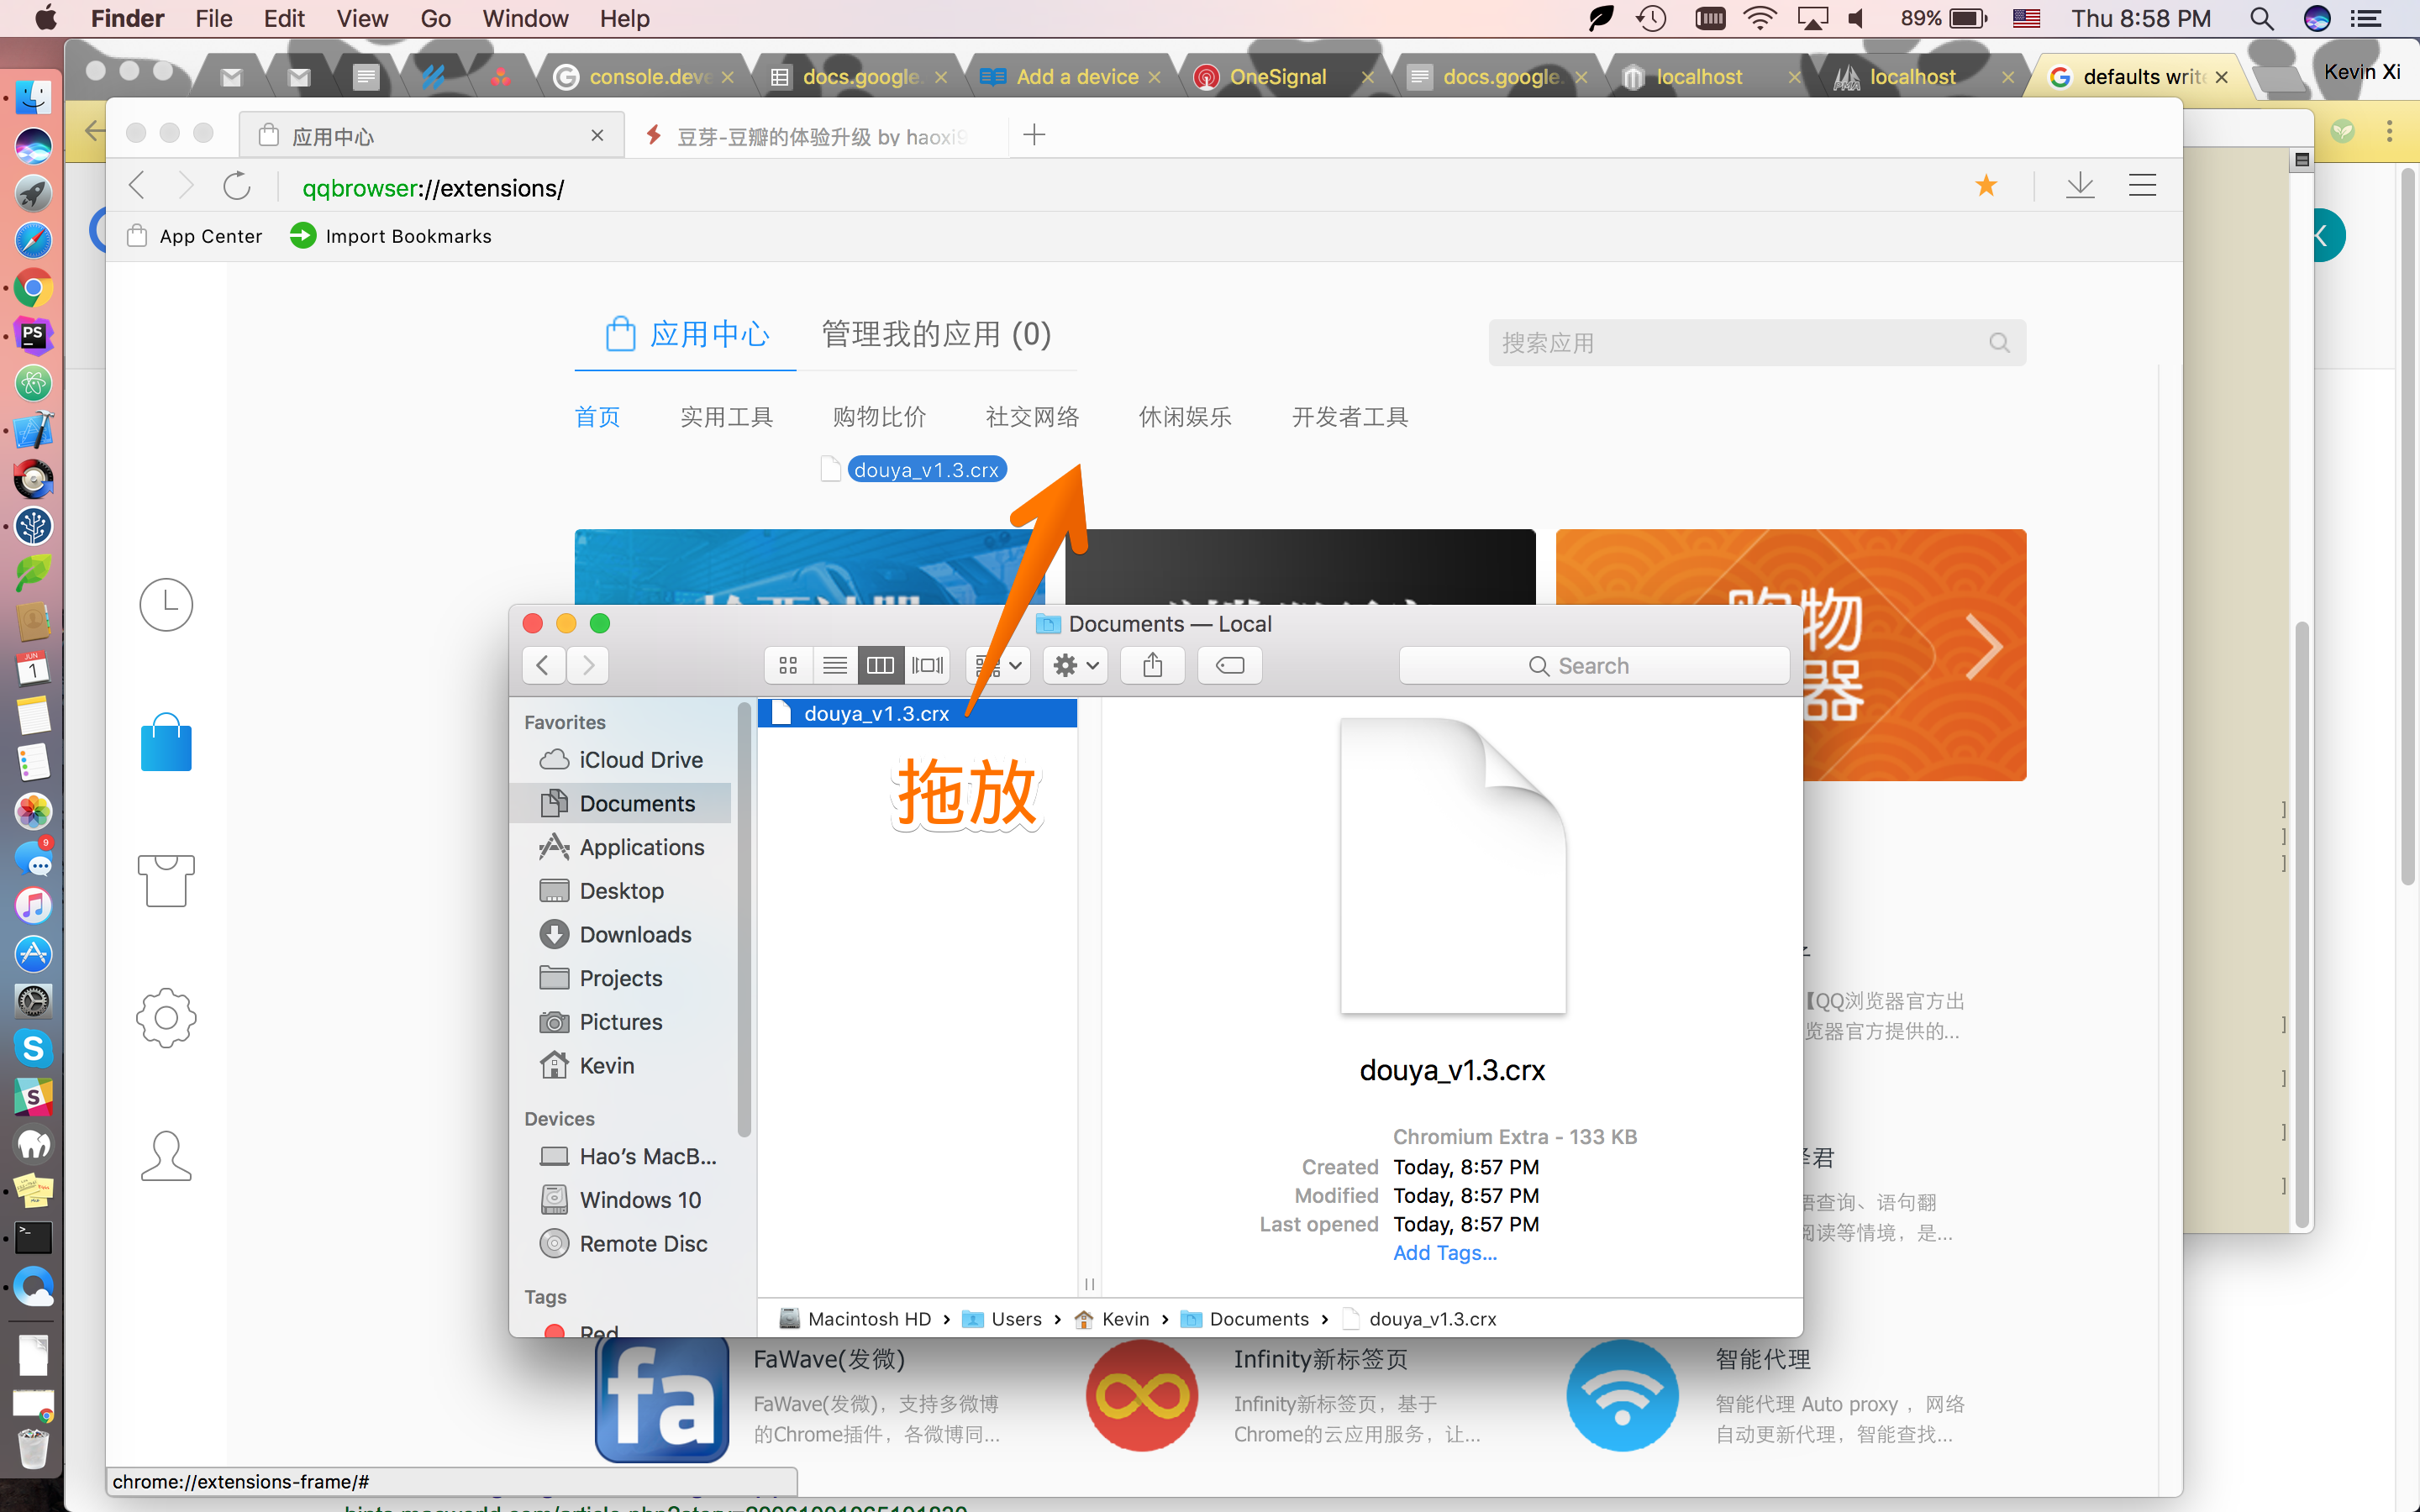 Finder File Edit View Go Window Help
89% Thu 8:58 PM
console.deve
docs.google.
Add a device
OneSignal
docs.google.
localhost
localhost
defaults write
Kevin Xi
应用中心
豆芽-豆瓣的体验升级 by haoxi9
qqbrowser://extensions/
App Center
Import Bookmarks
应用中心
管理我的应用 (0)
搜索应用
首页
实用工具
购物比价
社交网络
休闲娱乐
开发者工具
douya_v1.3.crx
购物
器
Documents — Local
Search
Favorites
iCloud Drive
Documents
Applications
Desktop
Downloads
Projects
Pictures
Kevin
Devices
Hao’s MacB...
Windows 10
Remote Disc
Tags
Red
douya_v1.3.crx
拖放
douya_v1.3.crx
Chromium Extra - 133 KB
Created Today, 8:57 PM
Modified Today, 8:57 PM
Last opened Today, 8:57 PM
Add Tags...
Macintosh HD › Users › Kevin › Documents › douya_v1.3.crx
【QQ浏览器官方出
览器官方提供的...
君
语查询、语句翻
阅读等情境，是...
fa
FaWave(发微)
FaWave(发微)，支持多微博
的Chrome插件，各微博同...
Infinity新标签页
Infinity新标签页，基于
Chrome的云应用服务，让...
智能代理
智能代理 Auto proxy ，网络
自动更新代理，智能查找...
chrome://extensions-frame/#
PS
JUN
1
9
S
S